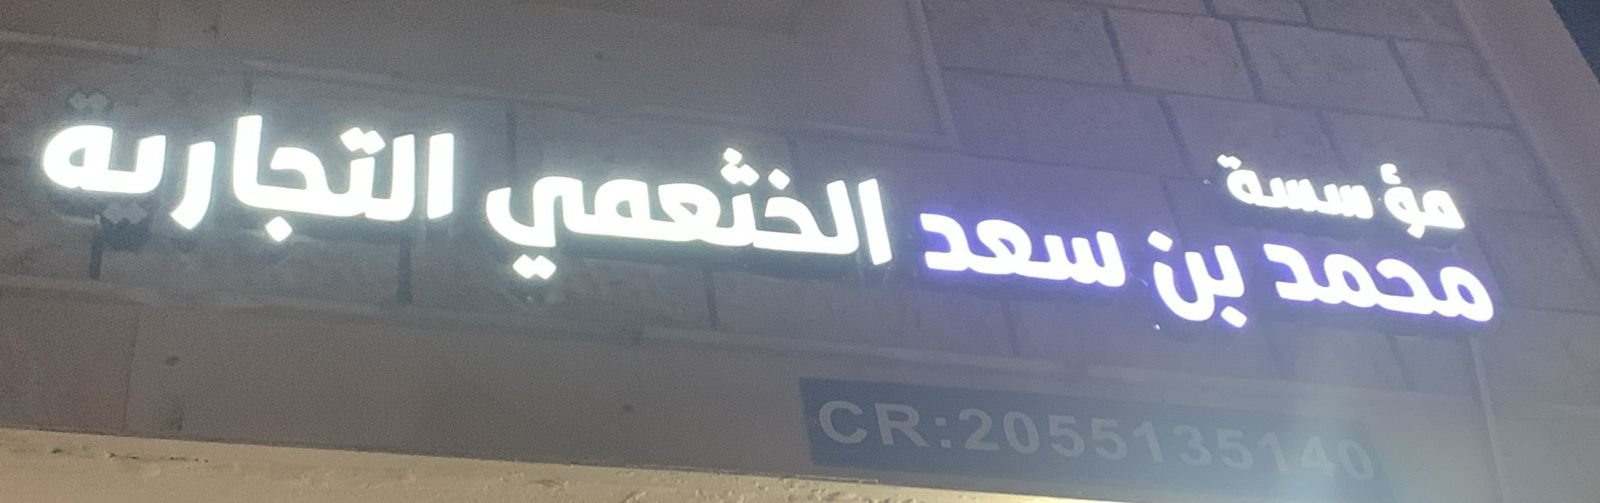 مؤسسة
محمد بن سعد الخثعمي التجارية
CR:2055135140